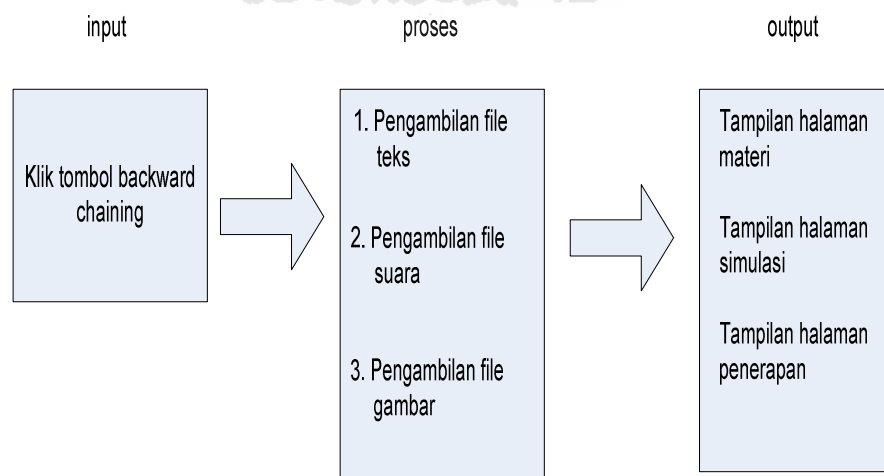 input
proses
output
Klik tombol backward
chaining
1. Pengambilan file
teks
2. Pengambilan file
suara
3. Pengambilan file
gambar
Tampilan halaman
materi
Tampilan halaman
simulasi
Tampilan halaman
penerapan